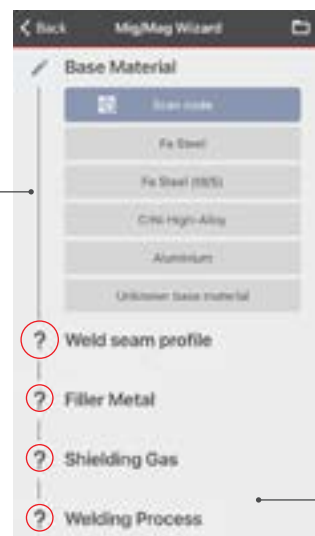 Back Mig/Mag Wizard
Base Material
Scan code
Fe Steel
Fe Steel
CrNi High-Alloy
Aluminium
Unknown base material
? Weld seam profile
? Filler Metal
? Shielding Gas
? Welding Process